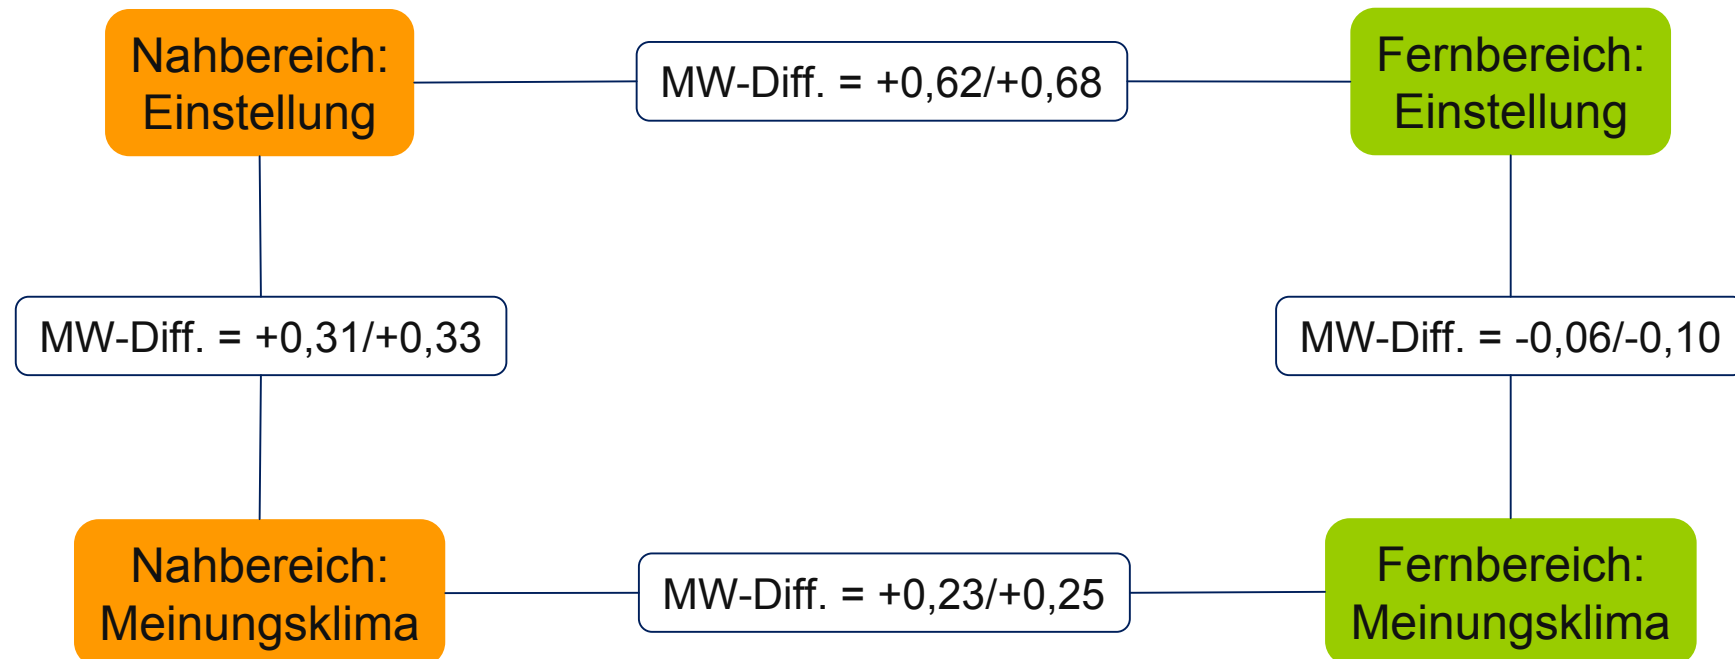 Nahbereich:
Einstellung
MW-Diff. = +0,62/+0,68
Fernbereich:
Einstellung
MW-Diff. = +0,31/+0,33
MW-Diff. = -0,06/-0,10
Nahbereich:
Meinungsklima
MW-Diff. = +0,23/+0,25
Fernbereich:
Meinungsklima